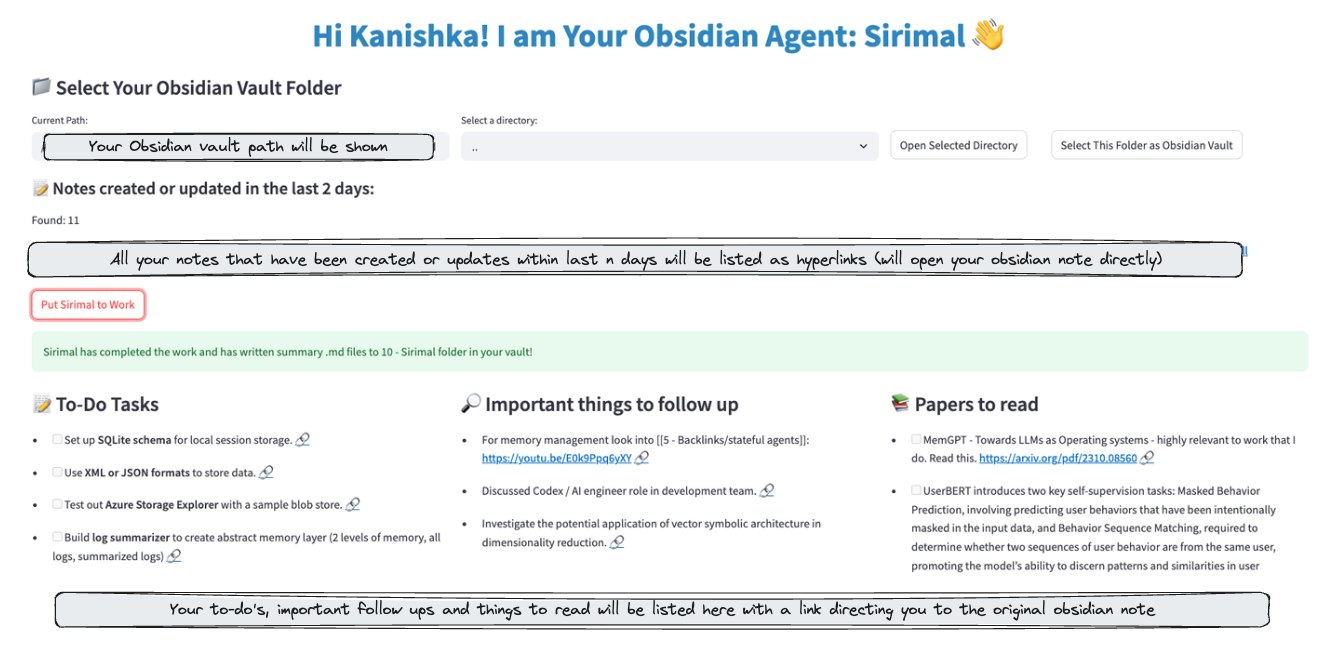 Hi Kanishka! I am Your Obsidian Agent: Sirimal 👋
Select Your Obsidian Vault Folder
Current Path:
Select a directory:
Your Obsidian vault path will be shown
..
Open Selected Directory
Select This Folder as Obsidian Vault
Notes created or updated in the last 2 days:
Found: 11
All your notes that have been created or updates within last n days will be listed as hyperlinks (will open your obsidian note directly)
Put Sirimal to Work
Sirimal has completed the work and has written summary .md files to 10 - Sirimal folder in your vault!
To-Do Tasks
Set up SQLite schema for local session storage.
Use XML or JSON formats to store data.
Test out Azure Storage Explorer with a sample blob store.
Build log summarizer to create abstract memory layer (2 levels of memory, all
logs, summarized logs)
Important things to follow up
For memory management look into [[5 - Backlinks/stateful agents]]:
https://youtu.be/E0k9Ppq6yXY
Discussed Codex / AI engineer role in development team.
Investigate the potential application of vector symbolic architecture in
dimensionality reduction.
Papers to read
MemGPT - Towards LLMs as Operating systems - highly relevant to work that I
do. Read this. https://arxiv.org/pdf/2310.08560
UserBERT introduces two key self-supervision tasks: Masked Behavior
Prediction, involving predicting user behaviors that have been intentionally
masked in the input data, and Behavior Sequence Matching, required to
determine whether two sequences of user behavior are from the same user,
promoting the model's ability to discern patterns and similarities in user
Your to-do's, important follow ups and things to read will be listed here with a link directing you to the original obsidian note